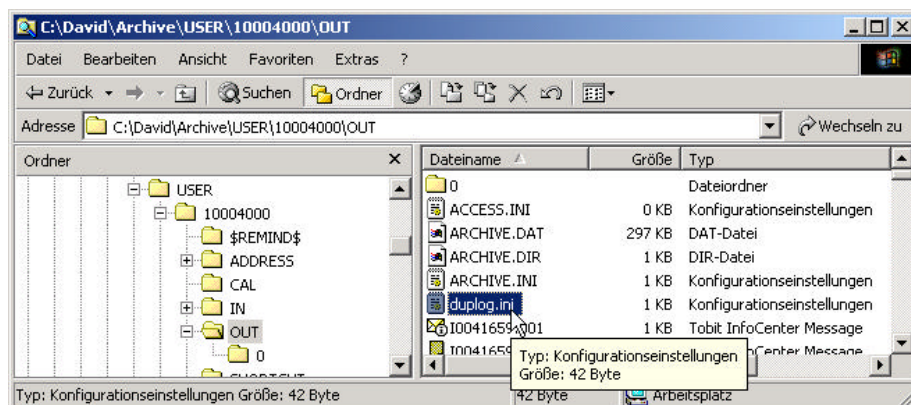 C:\David\Archive\USER\10004000\OUT
Datei Bearbeiten Ansicht Favoriten Extras ?
Zurück Suchen Ordner
Adresse C:\David\Archive\USER\10004000\OUT Wechseln zu
Ordner
USER
10004000
$REMIND$
ADDRESS
CAL
IN
OUT
0
Dateiname Größe Typ
0 Dateiordner
ACCESS.INI 0 KB Konfigurationseinstellungen
ARCHIVE.DAT 297 KB DAT-Datei
ARCHIVE.DIR 1 KB DIR-Datei
ARCHIVE.INI 1 KB Konfigurationseinstellungen
duplog.ini 1 KB Konfigurationseinstellungen
1 KB Tobit InfoCenter Message
Typ: Konfigurationseinstellungen
Größe: 42 Byte
Typ: Konfigurationseinstellungen Größe: 42 Byte 42 Byte Arbeitsplatz